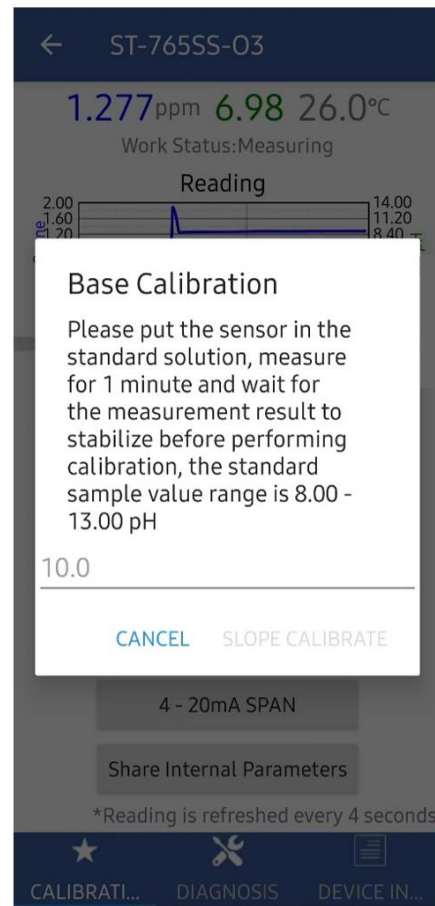 ← ST-765SS-O3
1.277ppm 6.98 26.0°C
Work Status:Measuring
Reading
2.00 14.00
1.60 11.20
1.20 8.40
Base Calibration
Please put the sensor in the
standard solution, measure
for 1 minute and wait for
the measurement result to
stabilize before performing
calibration, the standard
sample value range is 8.00 -
13.00 pH
10.0
CANCEL SLOPE CALIBRATE
4 - 20mA SPAN
Share Internal Parameters
*Reading is refreshed every 4 seconds
CALIBRATI... DIAGNOSIS DEVICE IN...